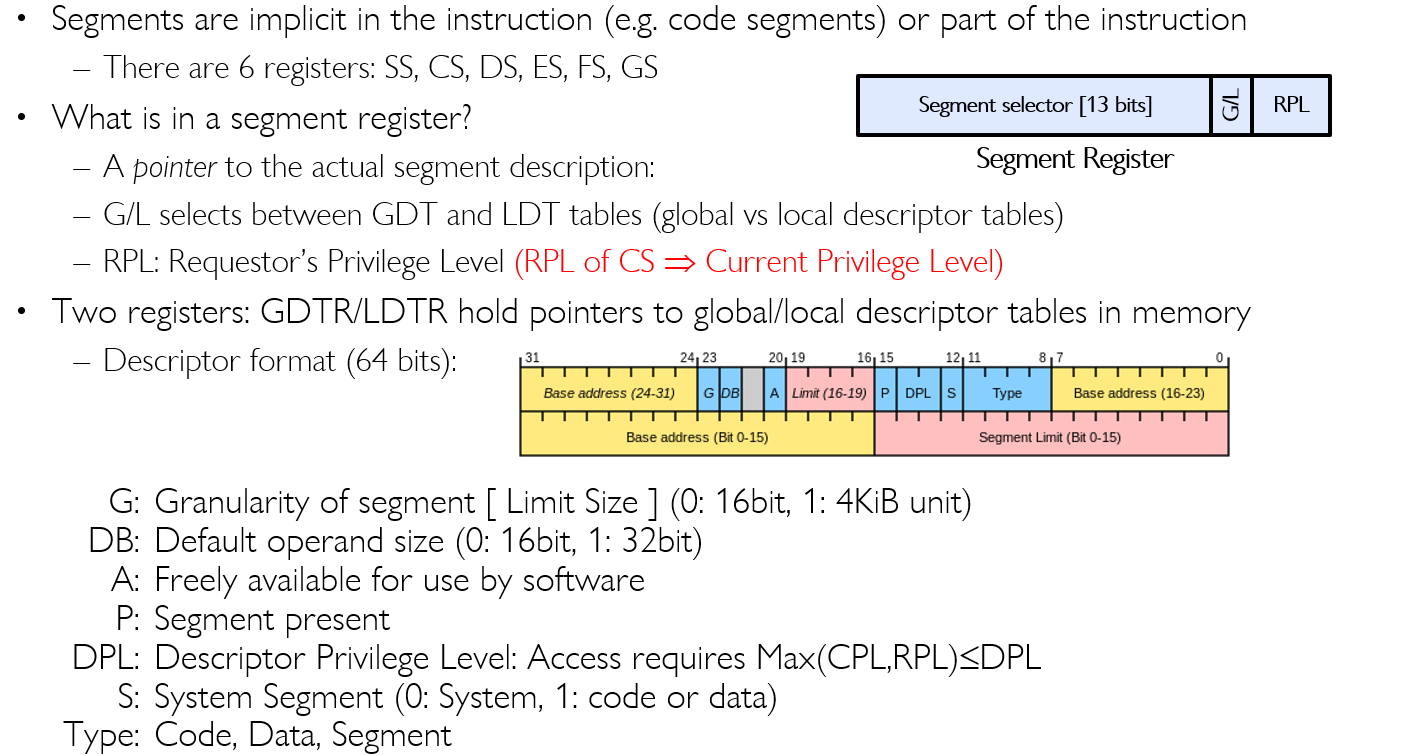 • Segments are implicit in the instruction (e.g. code segments) or part of the instruction
– There are 6 registers: SS, CS, DS, ES, FS, GS
• What is in a segment register?
– A pointer to the actual segment description:
– G/L selects between GDT and LDT tables (global vs local descriptor tables)
– RPL: Requestor's Privilege Level (RPL of CS ⇒ Current Privilege Level)
Segment selector [13 bits] G/L RPL
Segment Register
• Two registers: GDTR/LDTR hold pointers to global/local descriptor tables in memory
– Descriptor format (64 bits):
31 24 23 20 19 16 15 12 11 8 7 0
Base address (24-31) G DB A Limit (16-19) P DPL S Type Base address (16-23)
Base address (Bit 0-15) Segment Limit (Bit 0-15)
G: Granularity of segment [ Limit Size ] (0: 16bit, 1: 4KiB unit)
DB: Default operand size (0: 16bit, 1: 32bit)
A: Freely available for use by software
P: Segment present
DPL: Descriptor Privilege Level: Access requires Max(CPL,RPL)≤DPL
S: System Segment (0: System, 1: code or data)
Type: Code, Data, Segment